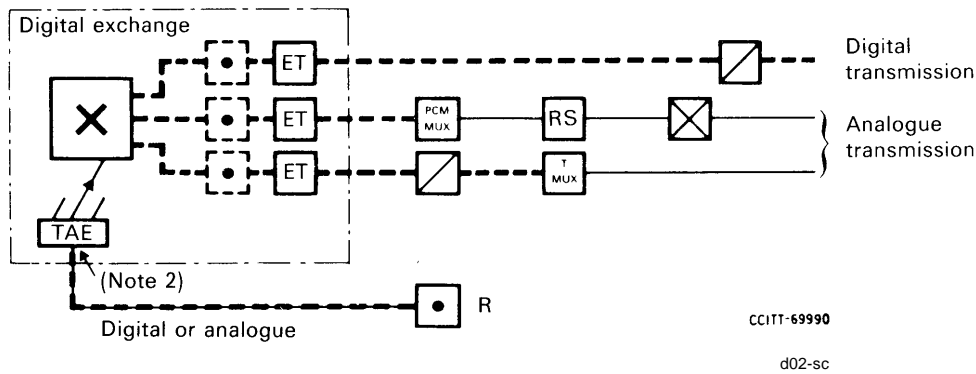 Digital exchange
ET
Digital
transmission
PCM
MUX
ET
RS
Analogue
transmission
ET
T
MUX
TAE
(Note 2)
R
Digital or analogue
CCITT-69990
d02-sc